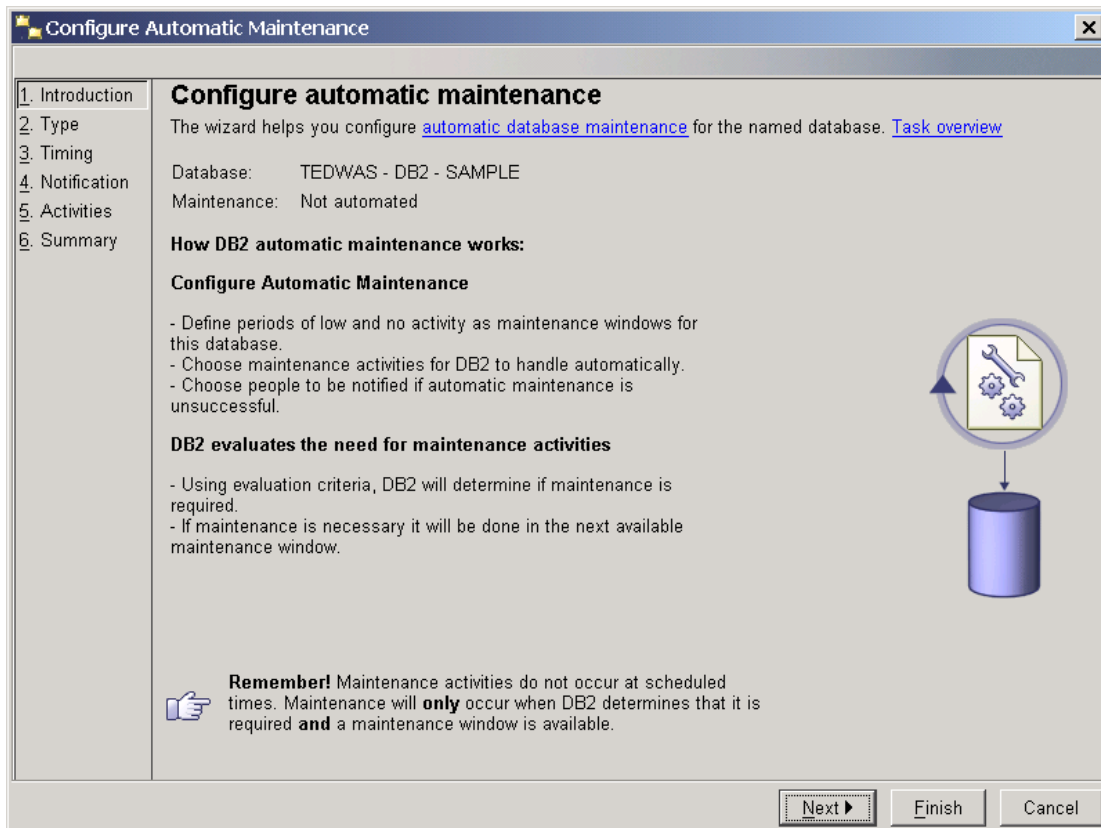 Configure Automatic Maintenance
1. Introduction
2. Type
3. Timing
4. Notification
5. Activities
6. Summary
Configure automatic maintenance
The wizard helps you configure automatic database maintenance for the named database. Task overview
Database: TEDWAS - DB2 - SAMPLE
Maintenance: Not automated
How DB2 automatic maintenance works:
Configure Automatic Maintenance
- Define periods of low and no activity as maintenance windows for
this database.
- Choose maintenance activities for DB2 to handle automatically.
- Choose people to be notified if automatic maintenance is
unsuccessful.
DB2 evaluates the need for maintenance activities
- Using evaluation criteria, DB2 will determine if maintenance is
required.
- If maintenance is necessary it will be done in the next available
maintenance window.
Remember! Maintenance activities do not occur at scheduled
times. Maintenance will only occur when DB2 determines that it is
required and a maintenance window is available.
Next Finish Cancel